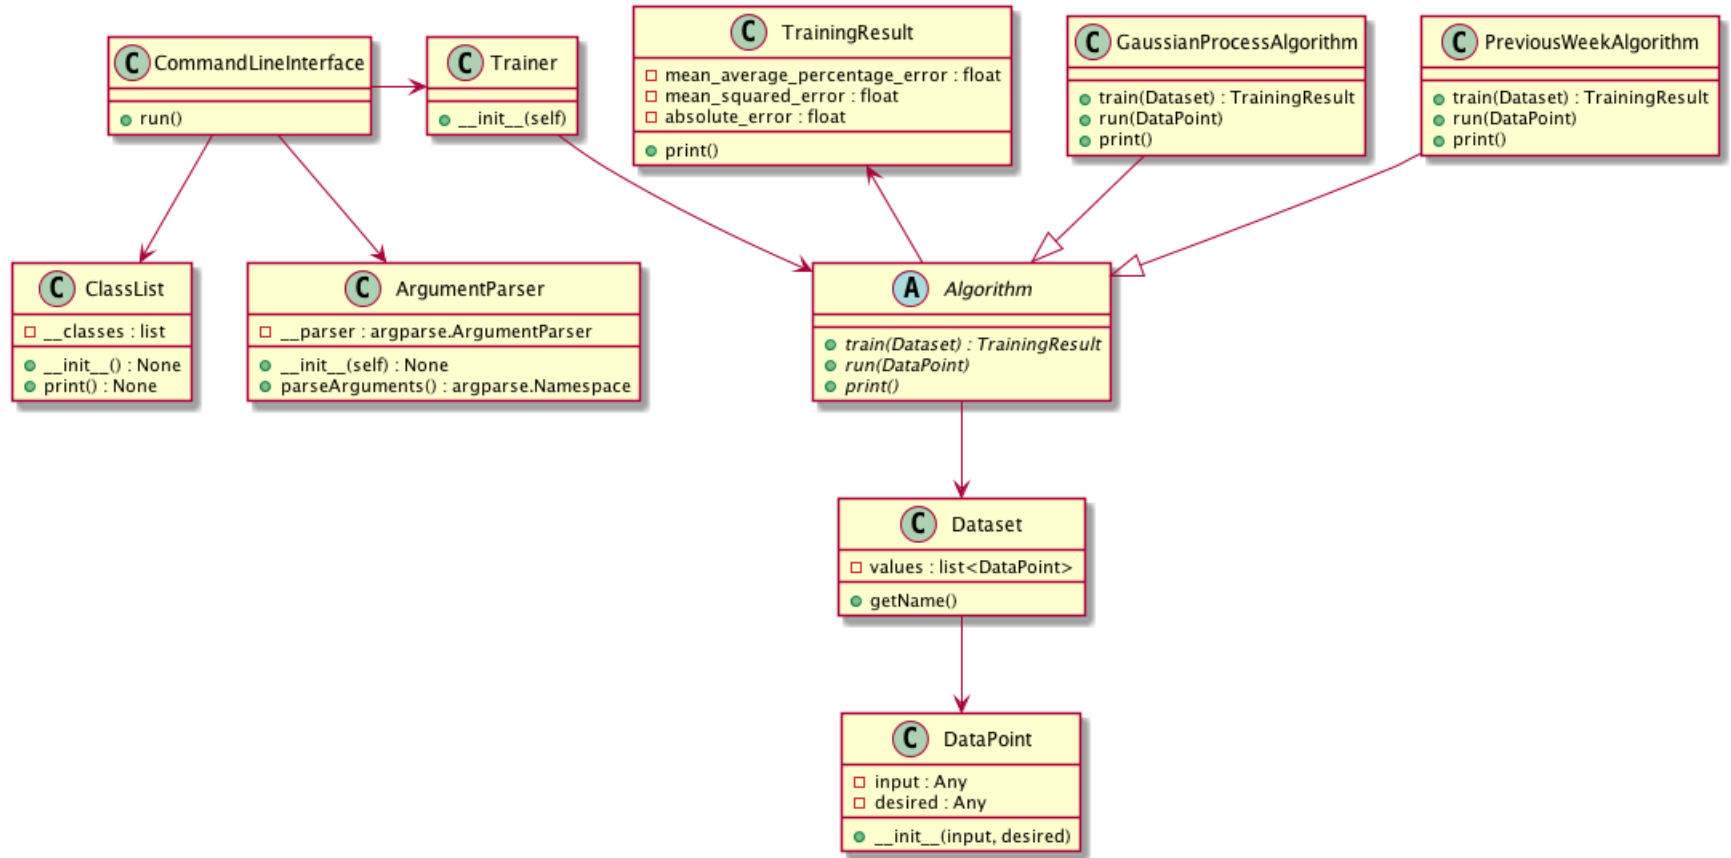 C CommandLineInterface
run()
C Trainer
__init__(self)
C TrainingResult
mean_average_percentage_error : float
mean_squared_error : float
absolute_error : float
print()
C GaussianProcessAlgorithm
train(Dataset) : TrainingResult
run(DataPoint)
print()
C PreviousWeekAlgorithm
train(Dataset) : TrainingResult
run(DataPoint)
print()
C ClassList
__classes : list
__init__() : None
print() : None
C ArgumentParser
__parser : argparse.ArgumentParser
__init__(self) : None
parseArguments() : argparse.Namespace
A Algorithm
train(Dataset) : TrainingResult
run(DataPoint)
print()
C Dataset
values : list<DataPoint>
getName()
C DataPoint
input : Any
desired : Any
__init__(input, desired)